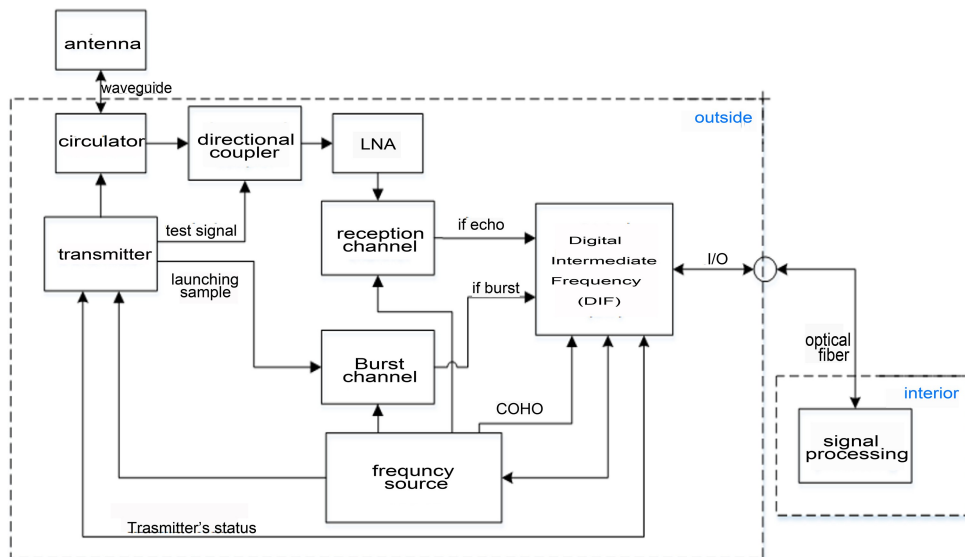 antenna
waveguide
outside
circulator
directional
coupler
LNA
test signal
transmitter
launching
sample
reception
channel
if echo
Digital
Intermediate
Frequency
(DIF)
I/O
if burst
optical
fiber
Burst
channel
COHO
interior
frequncy
source
signal
processing
Trasmitter's status